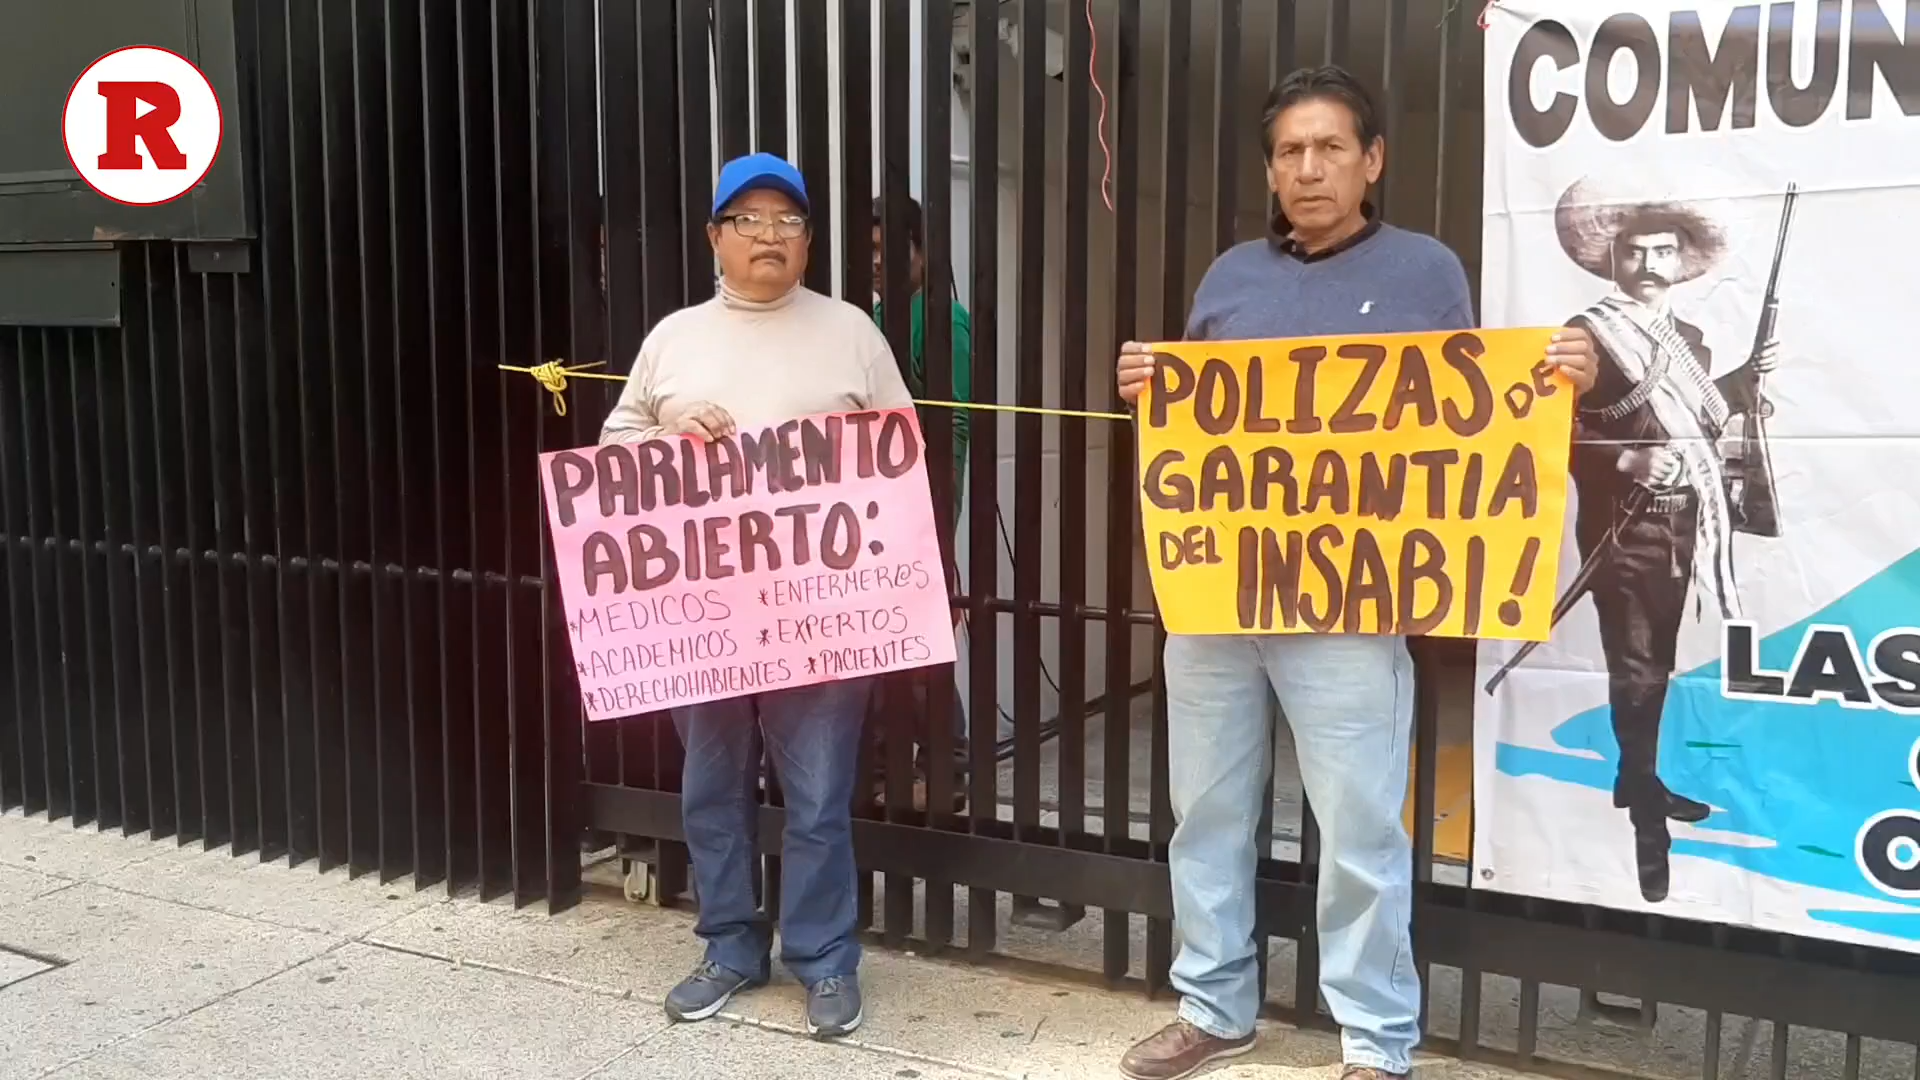 R
PARLAMENTO
ABIERTO:
*MEDICOS *ENFERMER@S
*ACADEMICOS *EXPERTOS
*DERECHOHABIENTES *PACIENTES
POLIZAS DE
GARANTIA
DEL INSABI!
COMUN
LAS